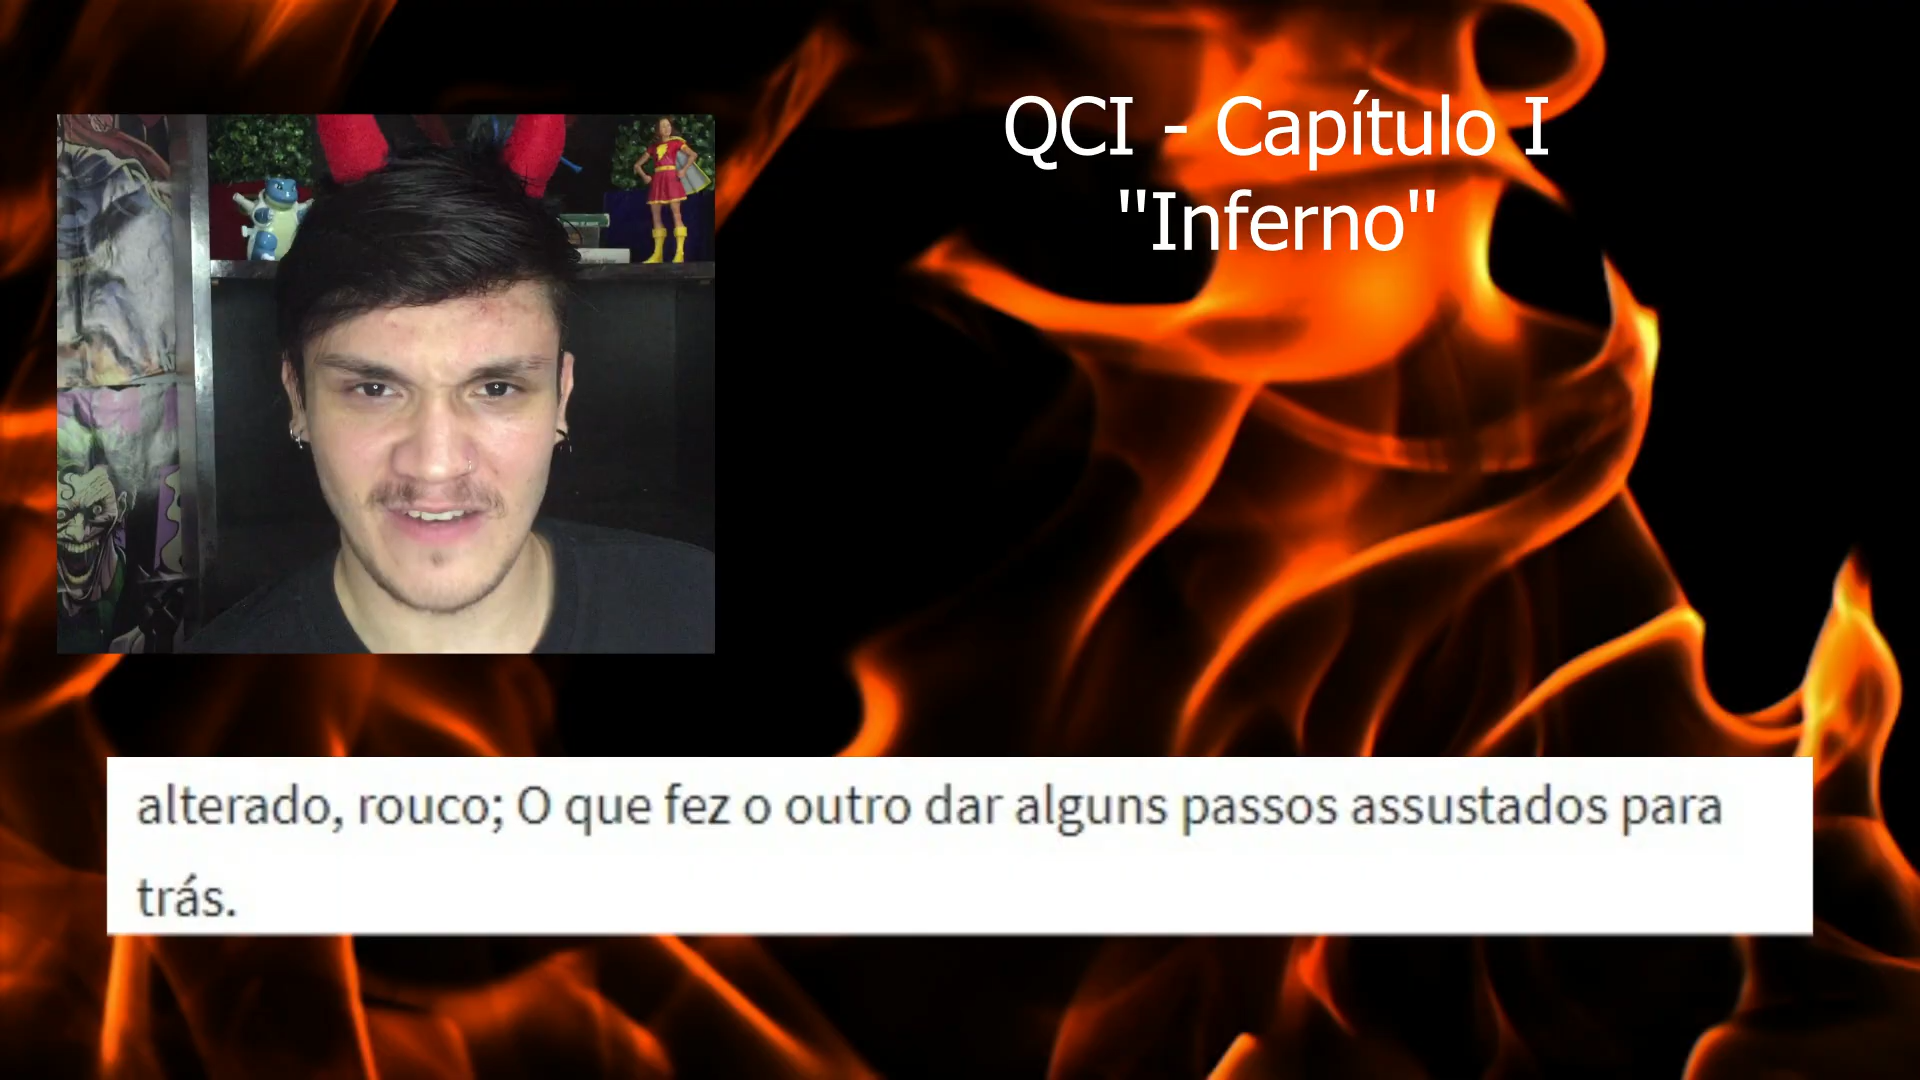 QCI - Capítulo I
"Inferno"
alterado, rouco; O que fez o outro dar alguns passos assustados para
trás.